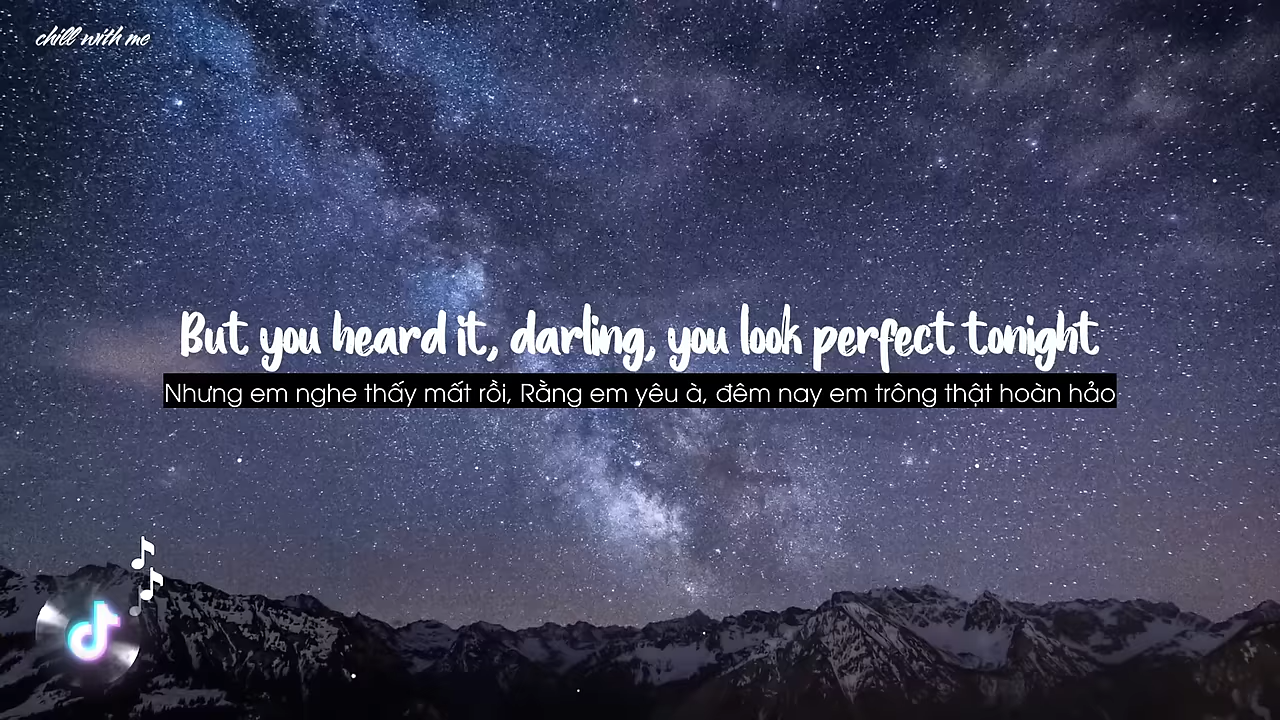 chill with me
But you heard it, darling, you look perfect tonight
Nhưng em nghe thấy mất rồi, Rằng em yêu à, đêm nay em trông thật hoàn hảo